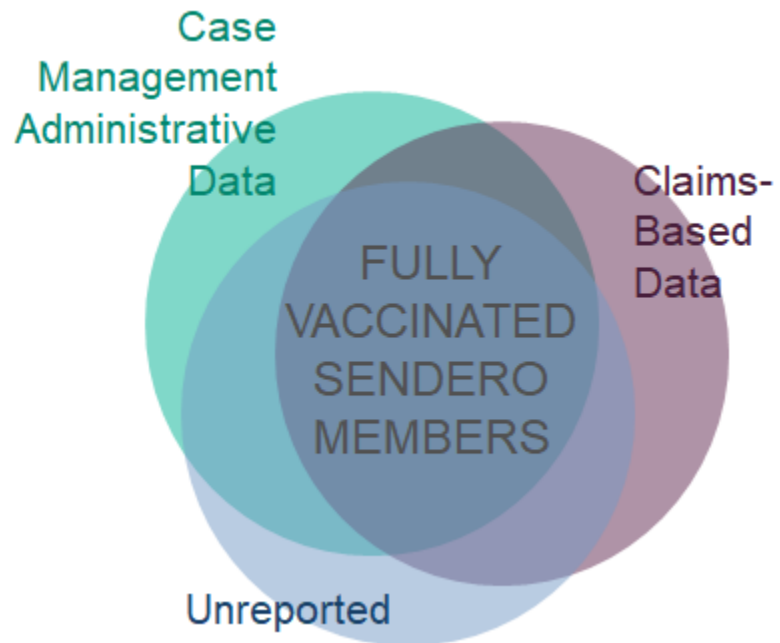 Case
Management
Administrative
Data
Claims-
Based
Data
FULLY
VACCINATED
SENDERO
MEMBERS
Unreported